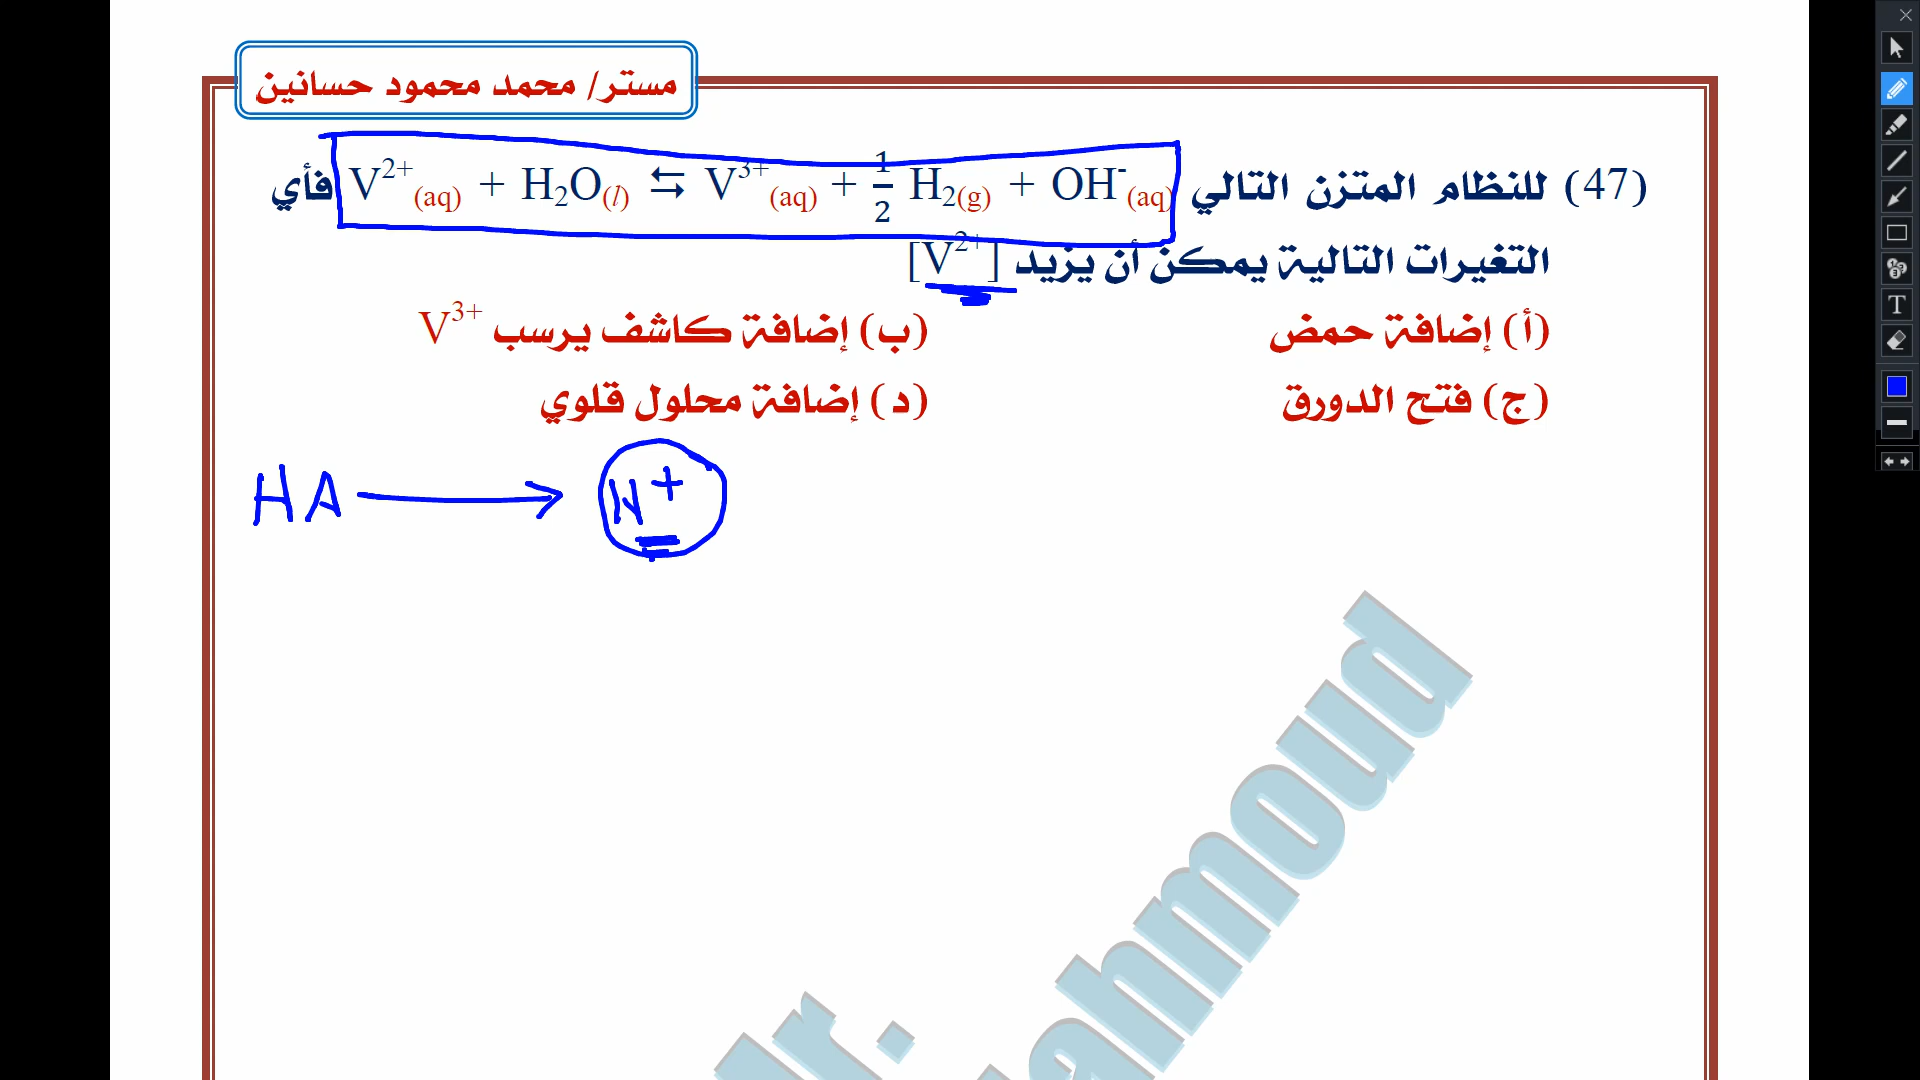 مستر/ محمد محمود حسانين
(47) للنظام المتزن التالي V²⁺(aq) + H₂O(l) ⇆ V³⁺(aq) + ½ H₂(g) + OH⁻(aq) فأي
التغيرات التالية يمكن أن يزيد [V²⁺]
(أ) إضافة حمض (ب) إضافة كاشف يرسب V³⁺
(ج) فتح الدورق (د) إضافة محلول قلوي
HA → H⁺
Mr.